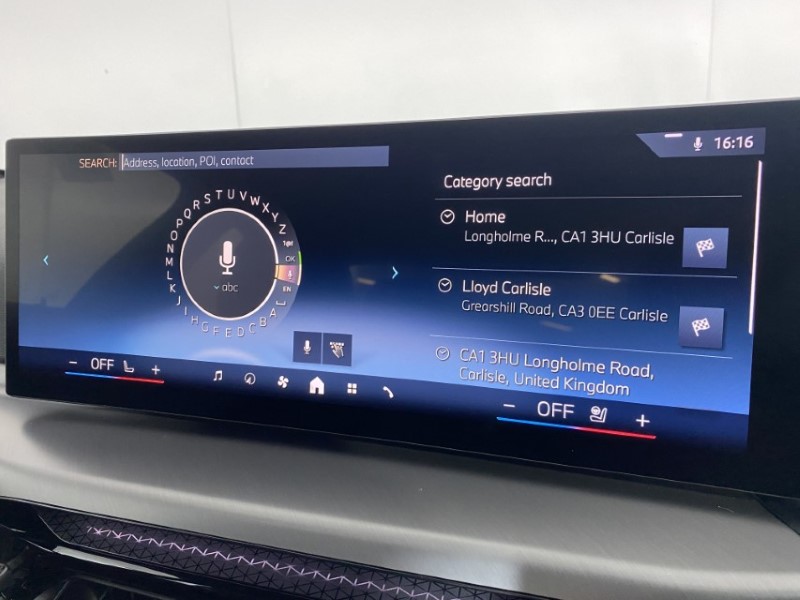 16:16
SEARCH: Address, location, POI, contact
Category search
Home
Longholme R..., CA1 3HU Carlisle
Lloyd Carlisle
Grearshill Road, CA3 0EE Carlisle
CA1 3HU Longholme Road,
Carlisle, United Kingdom
A B C D E F G H I J K L M N O P Q R S T U V W X Y Z
1@!
OK
EN
abc
- OFF +
- OFF +